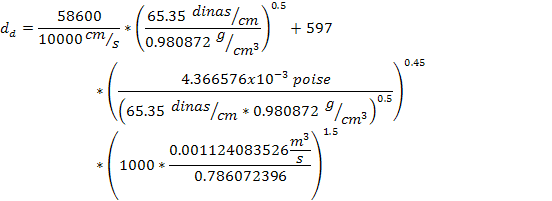 d_d = 58600 / 10000 cm/s * (65.35 dinas/cm / 0.980872 g/cm³)^0.5 + 597
* (4.366576x10⁻³ poise / (65.35 dinas/cm * 0.980872 g/cm³)^0.5)^0.45
* (1000 * 0.001124083526 m³/s / 0.786072396)^1.5